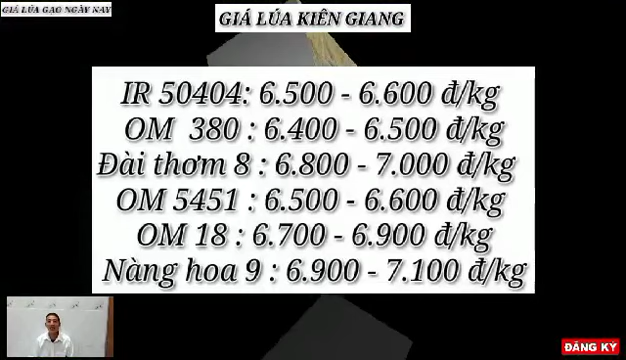 GIÁ LÚA GẠO NGÀY NAY
GIÁ LÚA KIÊN GIANG
IR 50404: 6.500 - 6.600 đ/kg
OM 380 : 6.400 - 6.500 đ/kg
Đài thơm 8 : 6.800 - 7.000 đ/kg
OM 5451 : 6.500 - 6.600 đ/kg
OM 18 : 6.700 - 6.900 đ/kg
Nàng hoa 9 : 6.900 - 7.100 đ/kg
ĐĂNG KÝ